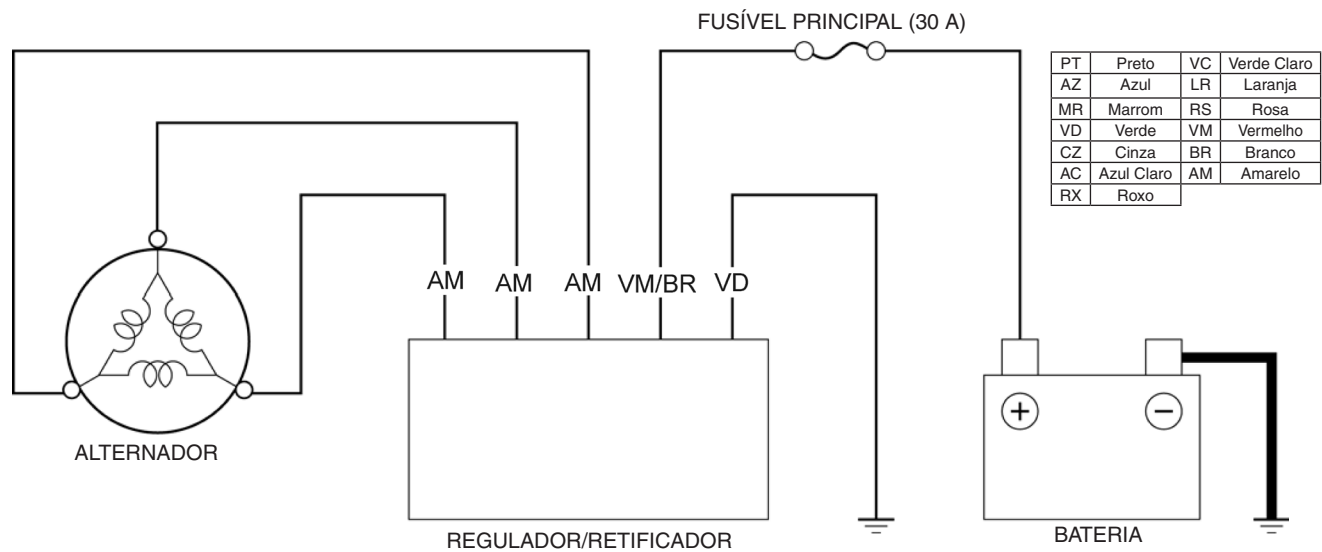 FUSÍVEL PRINCIPAL (30 A)
PT Preto VC Verde Claro
AZ Azul LR Laranja
MR Marrom RS Rosa
VD Verde VM Vermelho
CZ Cinza BR Branco
AC Azul Claro AM Amarelo
RX Roxo
AM AM AM VM/BR VD
+ −
ALTERNADOR
REGULADOR/RETIFICADOR
BATERIA